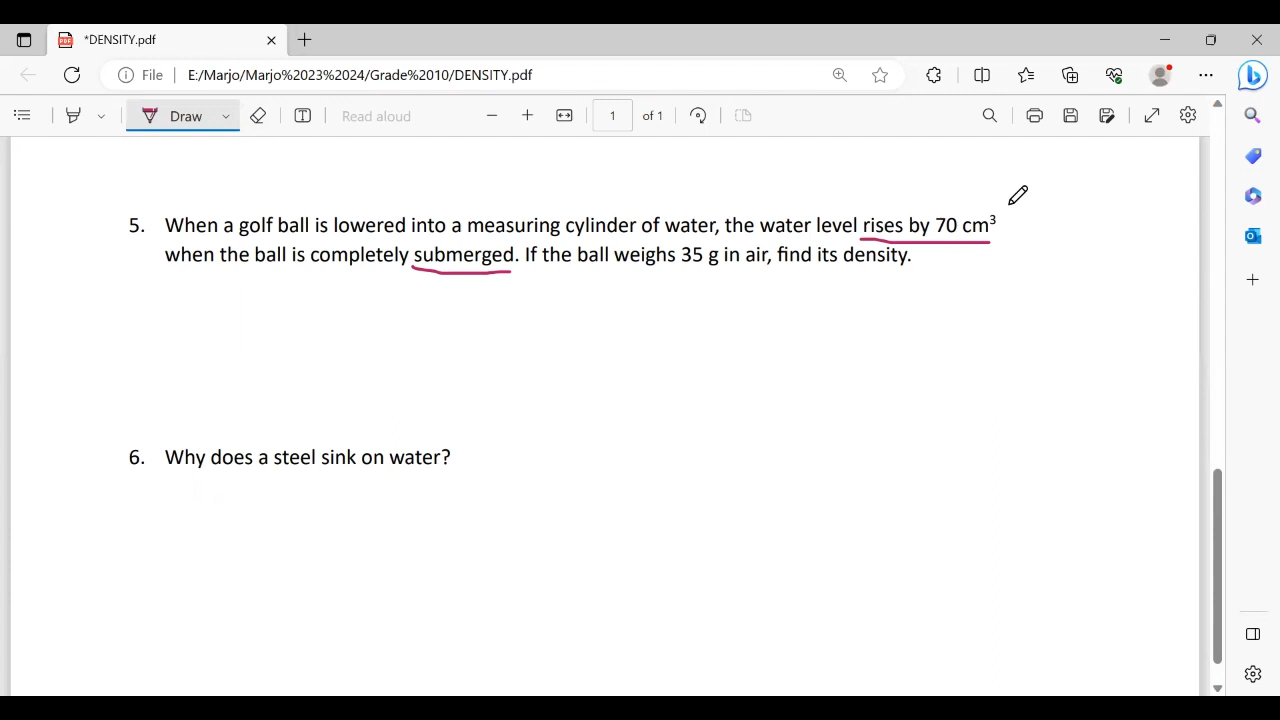 *DENSITY.pdf
File | E:/Marjo/Marjo%2023%2024/Grade%2010/DENSITY.pdf
Draw
Read aloud
1 of 1
5. When a golf ball is lowered into a measuring cylinder of water, the water level rises by 70 cm³
when the ball is completely submerged. If the ball weighs 35 g in air, find its density.
6. Why does a steel sink on water?